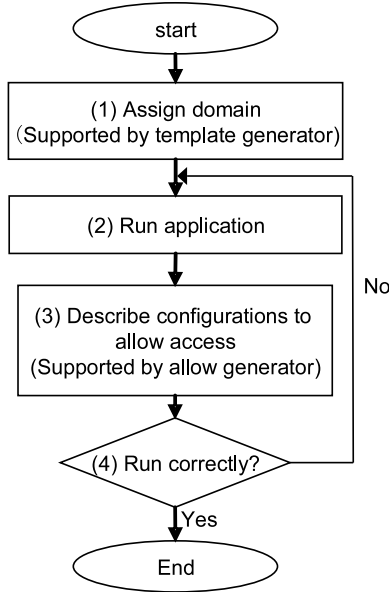 start
(1) Assign domain
（Supported by template generator)
(2) Run application
No
(3) Describe configurations to
allow access
(Supported by allow generator)
(4) Run correctly?
Yes
End